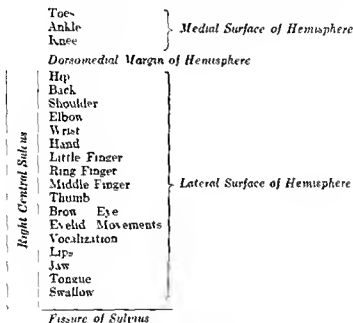 Toes
Ankle
Knee
Medial Surface of Hemisphere
Dorsomedial Margin of Hemisphere
Hip
Back
Shoulder
Elbow
Wrist
Hand
Little Finger
Ring Finger
Middle Finger
Thumb
Brow Eye
Eyelid Movements
Vocalization
Lips
Jaw
Tongue
Swallow
Lateral Surface of Hemisphere
Right Central Sulcus
Fissure of Sylvius